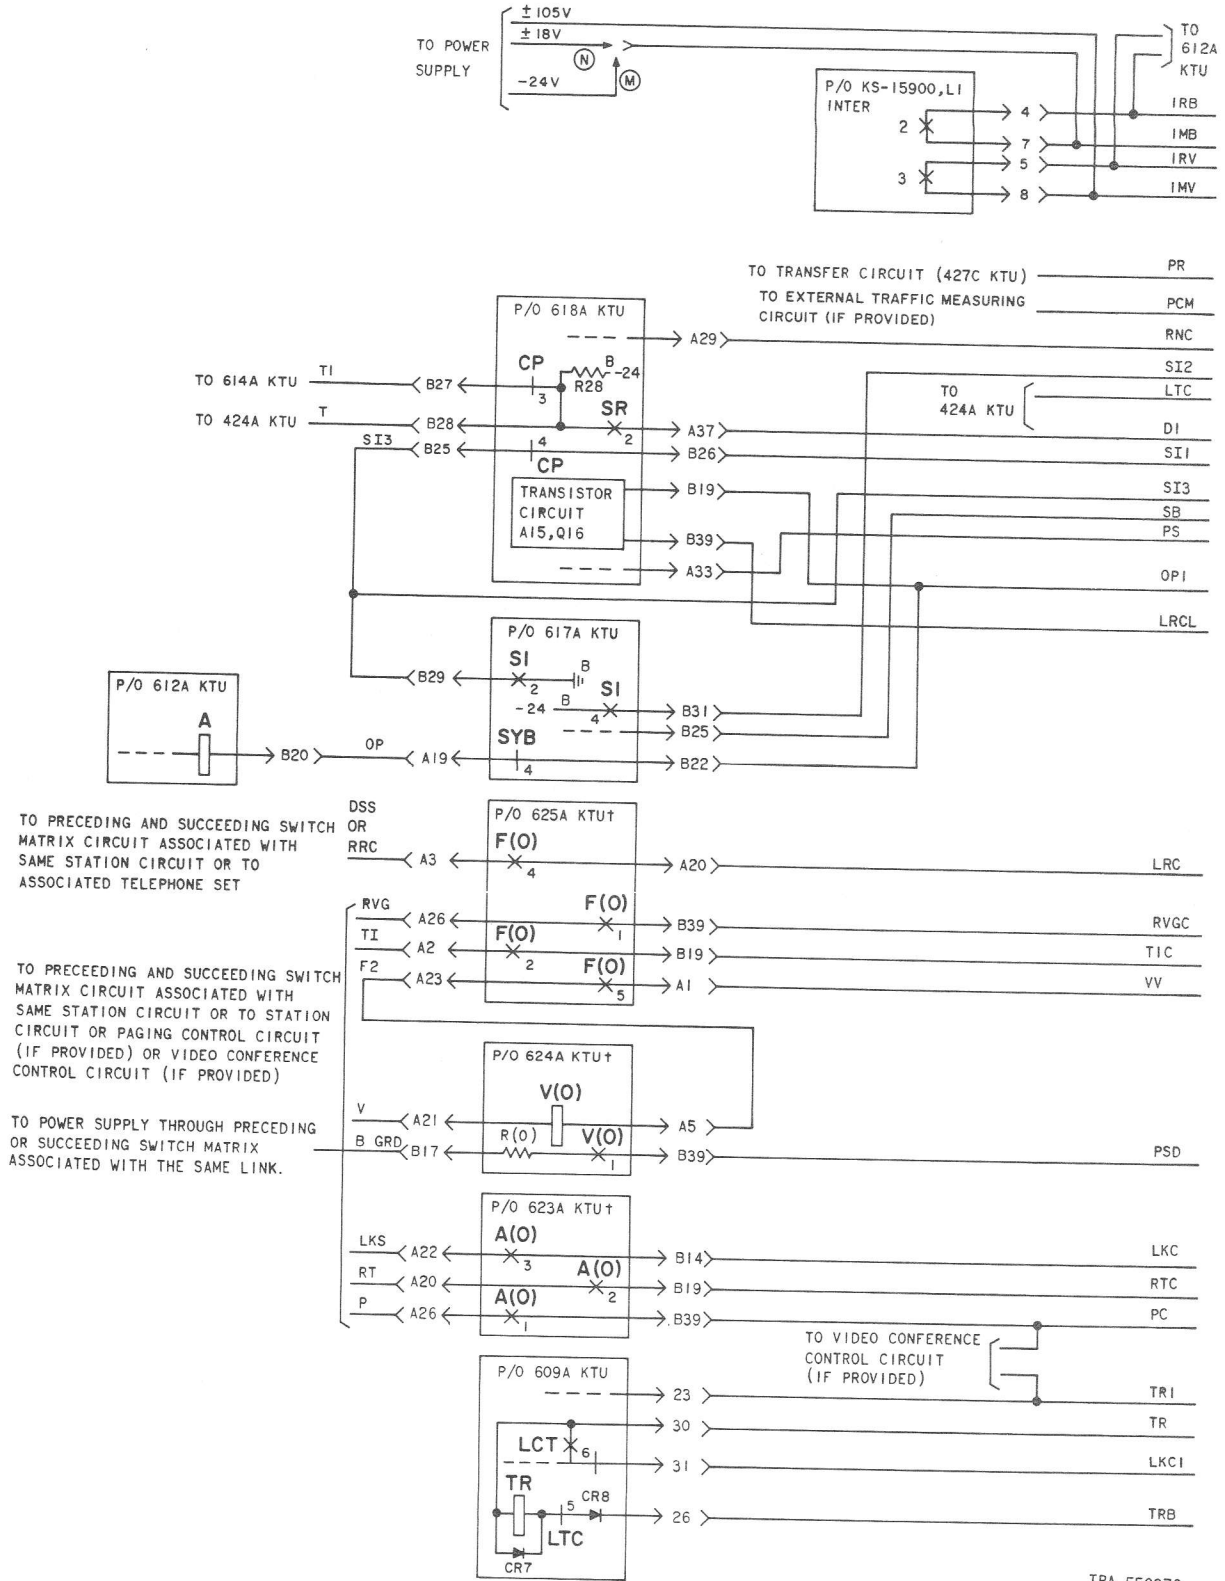 ± 105V
± 18V
TO POWER
SUPPLY
N
-24V
M
TO
612A
KTU
P/O KS-15900,L1
INTER
2
4
IRB
7
IMB
3
5
IRV
8
IMV
TO TRANSFER CIRCUIT (427C KTU)
PR
TO EXTERNAL TRAFFIC MEASURING
CIRCUIT (IF PROVIDED)
PCM
P/O 618A KTU
A29
RNC
CP
B
-24
R28
SI2
TO 614A KTU
T1
B27
3
TO
424A KTU
LTC
TO 424A KTU
T
B28
SR
2
A37
D1
SI3
B25
4
CP
B26
SI1
TRANSISTOR
CIRCUIT
A15,Q16
B19
SI3
SB
B39
PS
A33
OP1
LRCL
P/O 617A KTU
SI
2
B
B29
SI
-24
B
4
B31
B25
P/O 612A KTU
A
B20
OP
A19
SYB
4
B22
TO PRECEDING AND SUCCEEDING SWITCH
MATRIX CIRCUIT ASSOCIATED WITH
SAME STATION CIRCUIT OR TO
ASSOCIATED TELEPHONE SET
DSS
OR
RRC
A3
P/O 625A KTU†
F(0)
4
A20
LRC
RVG
A26
F(0)
1
B39
RVGC
TI
A2
F(0)
2
B19
TIC
F2
A23
F(0)
5
A1
VV
TO PRECEEDING AND SUCCEEDING SWITCH
MATRIX CIRCUIT ASSOCIATED WITH
SAME STATION CIRCUIT OR TO STATION
CIRCUIT OR PAGING CONTROL CIRCUIT
(IF PROVIDED) OR VIDEO CONFERENCE
CONTROL CIRCUIT (IF PROVIDED)
P/O 624A KTU†
V(0)
V
A21
A5
TO POWER SUPPLY THROUGH PRECEDING
OR SUCCEEDING SWITCH MATRIX
ASSOCIATED WITH THE SAME LINK.
B GRD
B17
R(0)
V(0)
1
B39
PSD
P/O 623A KTU†
LKS
A22
A(0)
3
B14
LKC
RT
A20
A(0)
2
B19
RTC
P
A26
A(0)
1
B39
PC
TO VIDEO CONFERENCE
CONTROL CIRCUIT
(IF PROVIDED)
P/O 609A KTU
23
TR1
30
TR
LCT
6
31
LKC1
TR
5
CR8
26
TRB
LTC
CR7